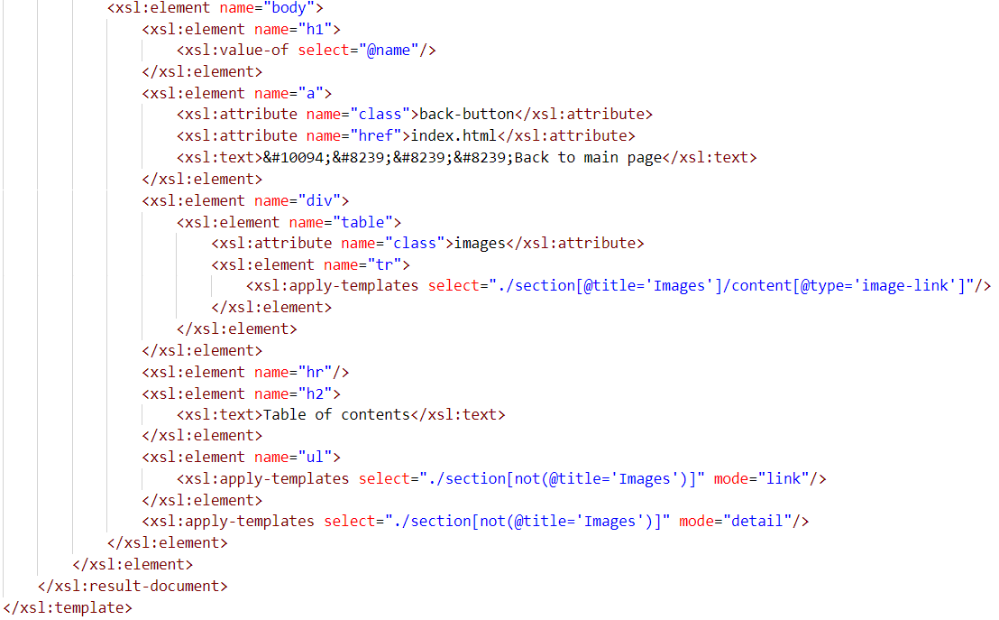 <xsl:element name="body">
<xsl:element name="h1">
<xsl:value-of select="@name"/>
</xsl:element>
<xsl:element name="a">
<xsl:attribute name="class">back-button</xsl:attribute>
<xsl:attribute name="href">index.html</xsl:attribute>
<xsl:text>&#10094;&#8239;&#8239;&#8239;Back to main page</xsl:text>
</xsl:element>
<xsl:element name="div">
<xsl:element name="table">
<xsl:attribute name="class">images</xsl:attribute>
<xsl:element name="tr">
<xsl:apply-templates select="./section[@title='Images']/content[@type='image-link']"/>
</xsl:element>
</xsl:element>
</xsl:element>
<xsl:element name="hr"/>
<xsl:element name="h2">
<xsl:text>Table of contents</xsl:text>
</xsl:element>
<xsl:element name="ul">
<xsl:apply-templates select="./section[not(@title='Images')]" mode="link"/>
</xsl:element>
<xsl:apply-templates select="./section[not(@title='Images')]" mode="detail"/>
</xsl:element>
</xsl:element>
</xsl:result-document>
</xsl:template>